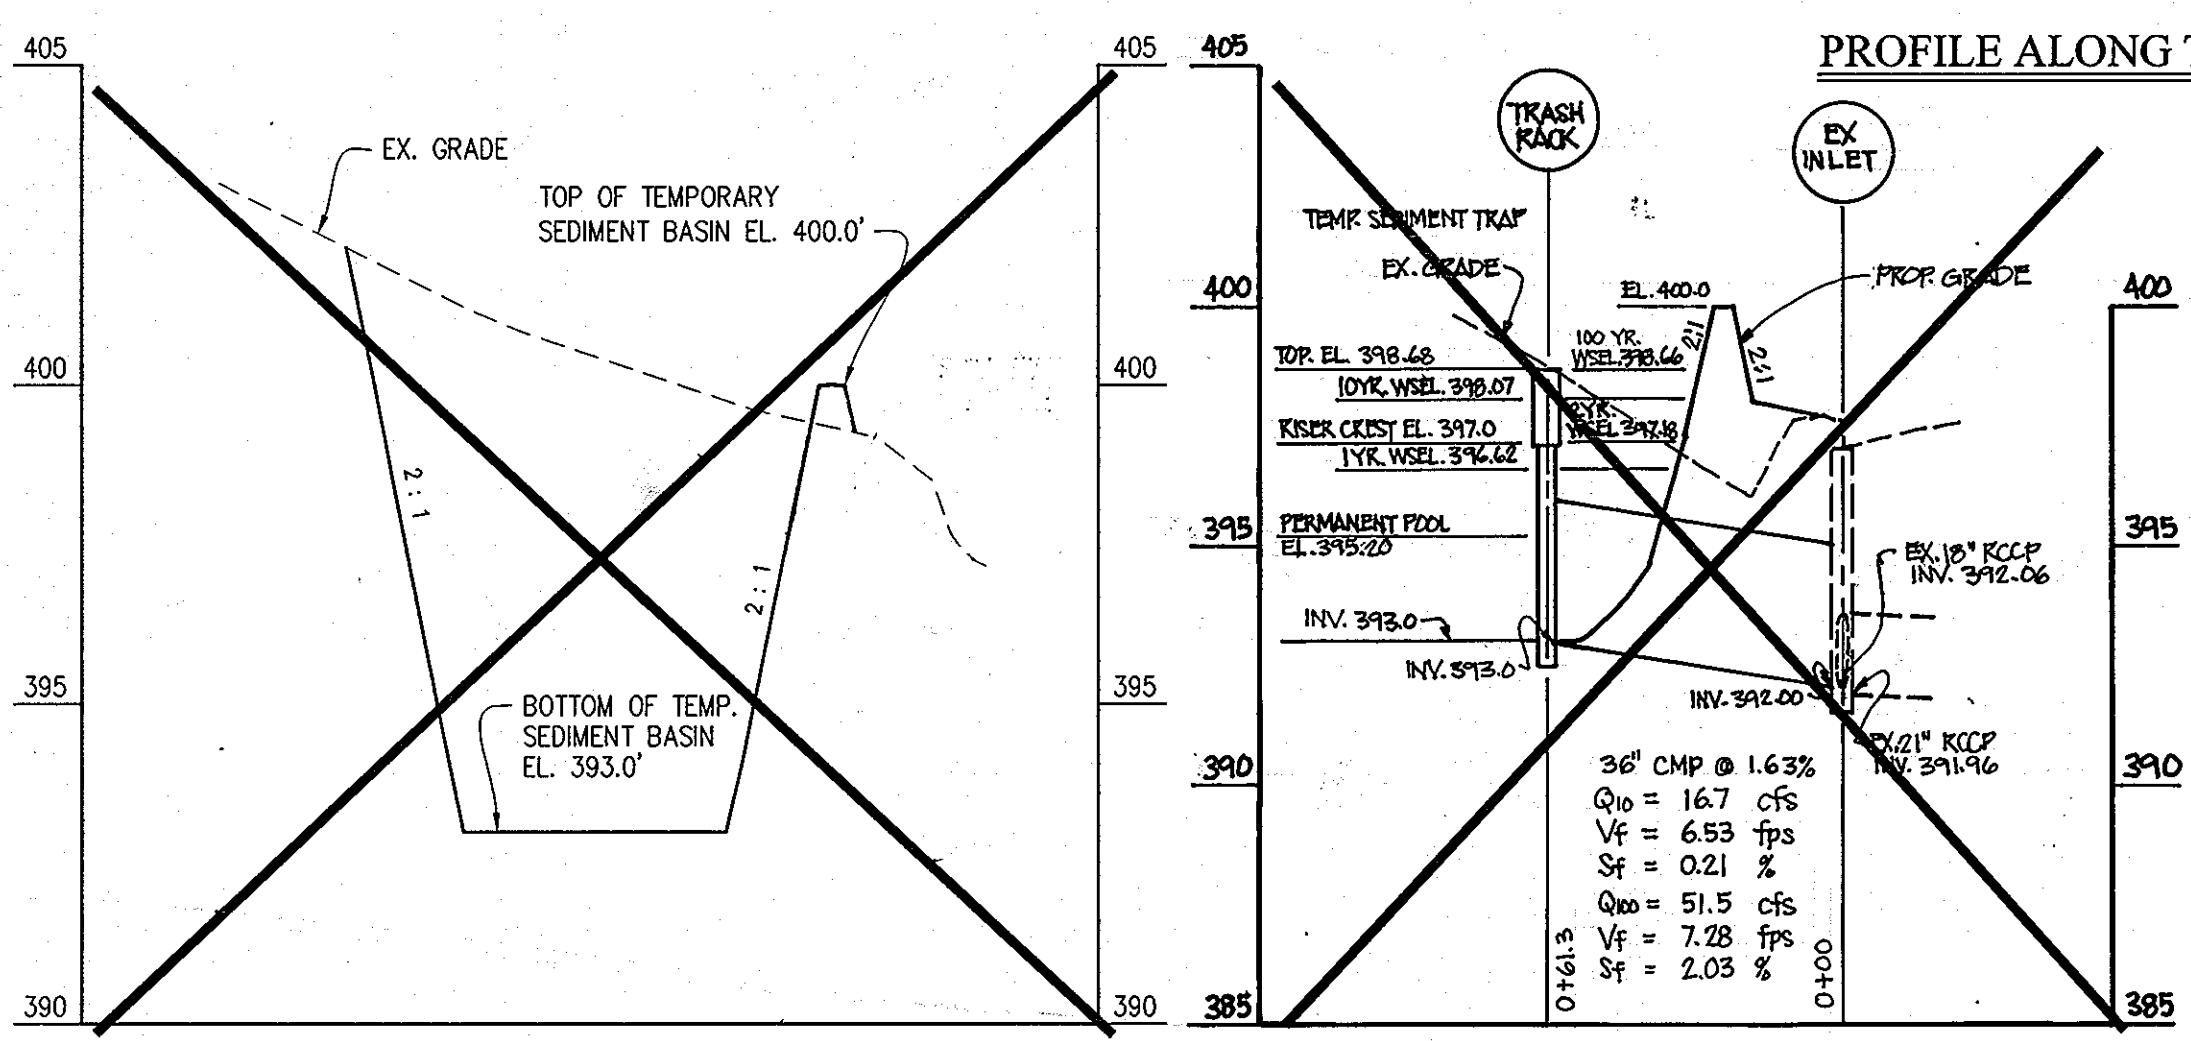 PROFILE ALONG
405
400
395
390
EX. GRADE
TOP OF TEMPORARY
SEDIMENT BASIN EL. 400.0'
2:1
2:1
BOTTOM OF TEMP.
SEDIMENT BASIN
EL. 393.0'
405
400
395
390
405
400
395
390
385
TRASH
RACK
EX
INLET
TEMP. SEDIMENT TRAP
EX. GRADE
EL. 400.0
PROP. GRADE
2:1
2:1
TOP. EL. 398.68
100 YR.
WSEL. 398.66
10YR. WSEL. 398.07
2YR.
WSEL 397.18
RISER CREST EL. 397.0
1YR. WSEL. 396.62
PERMANENT POOL
EL. 395.20
INV. 393.0
INV. 393.0
EX. 18" RCCP
INV. 392.06
INV. 392.00
EX. 21" RCCP
INV. 391.96
36" CMP @ 1.63%
Q10 = 16.7 cfs
Vf = 6.53 fps
Sf = 0.21 %
Q100 = 51.5 cfs
Vf = 7.28 fps
Sf = 2.03 %
0+61.3
0+00
400
395
390
385